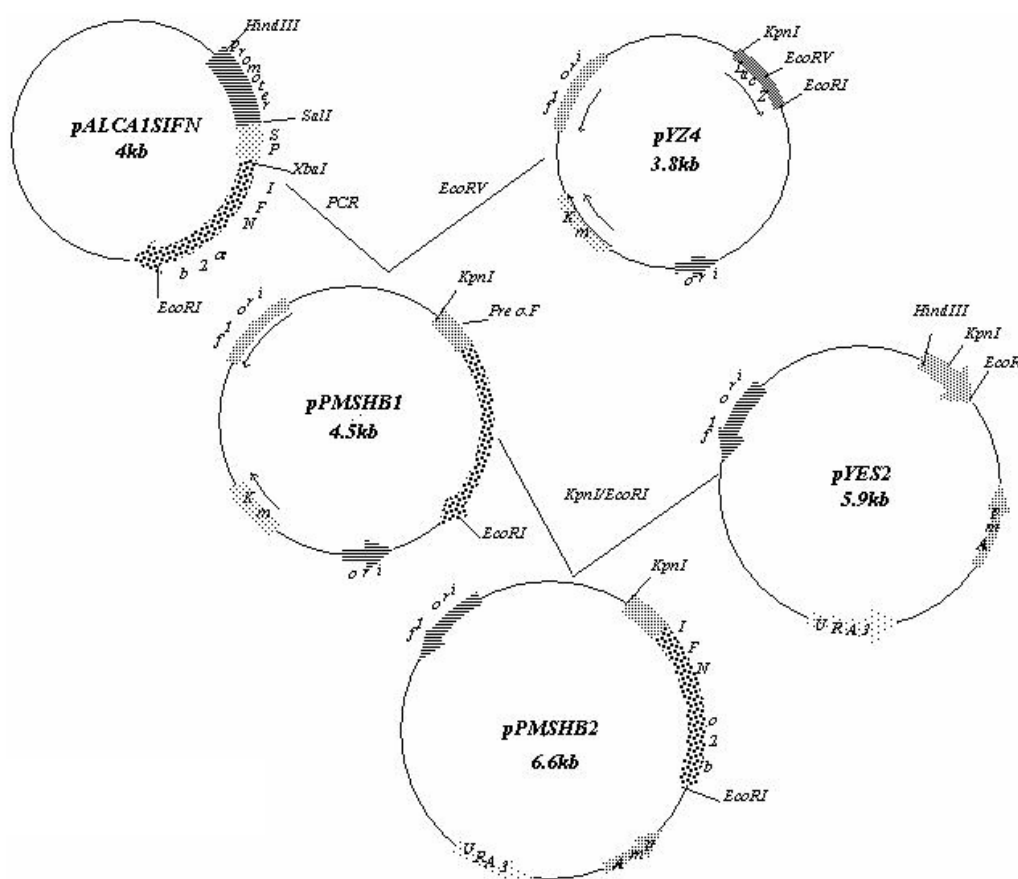 HindIII
Promoter
SalI
SP
XbaI
IFN
α2b
EcoRI
pALCA1SIFN
4kb
KpnI
EcoRV
EcoRI
LacZ
f1 ori
pYZ4
3.8kb
Km
ori
PCR
EcoRV
f1 ori
KpnI
Pre α.F
pPMSHB1
4.5kb
Km
ori
EcoRI
HindIII
KpnI
EcoR
f1 ori
pYES2
5.9kb
Amp
URA3
KpnI/EcoRI
KpnI
f1 ori
IFN
α2b
pPMSHB2
6.6kb
EcoRI
URA3
Amp